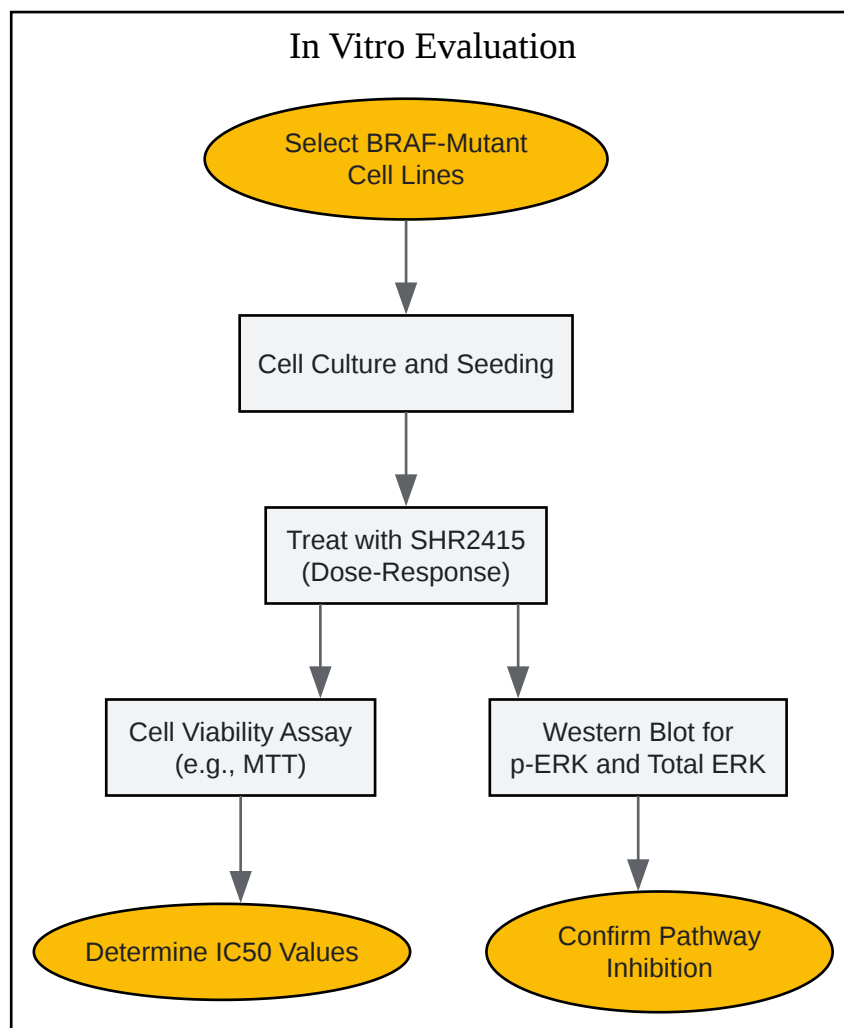 In Vitro Evaluation
Select BRAF-Mutant
Cell Lines
Cell Culture and Seeding
Treat with SHR2415
(Dose-Response)
Cell Viability Assay
(e.g., MTT)
Western Blot for
p-ERK and Total ERK
Determine IC50 Values
Confirm Pathway
Inhibition